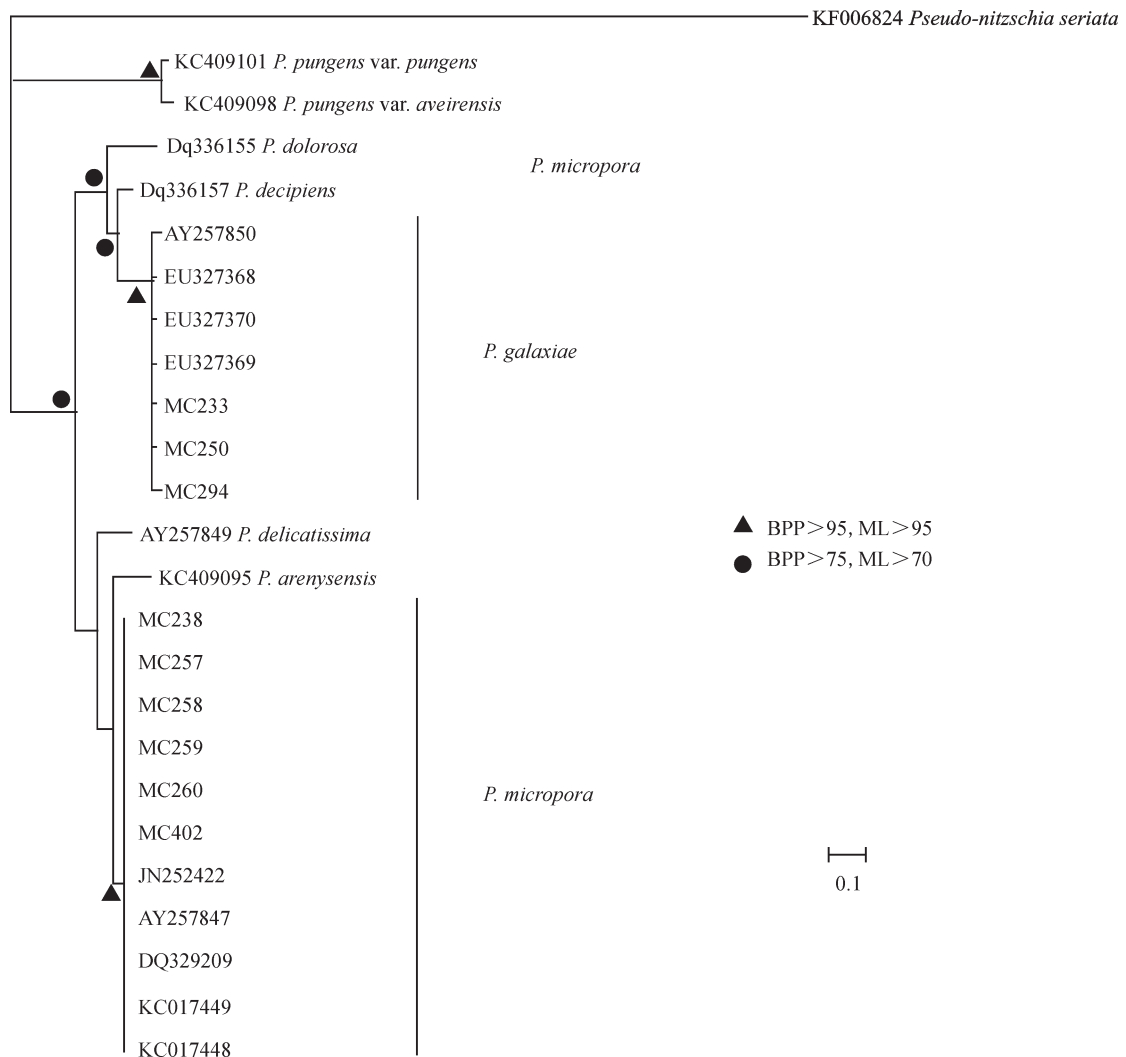 KF006824 Pseudo-nitzschia seriata
KC409101 P. pungens var. pungens
KC409098 P. pungens var. aveirensis
Dq336155 P. dolorosa
P. micropora
Dq336157 P. decipiens
AY257850
EU327368
EU327370
EU327369
P. galaxiae
MC233
MC250
MC294
AY257849 P. delicatissima
BPP>95, ML>95
BPP>75, ML>70
KC409095 P. arenysensis
MC238
MC257
MC258
MC259
MC260
P. micropora
MC402
JN252422
0.1
AY257847
DQ329209
KC017449
KC017448